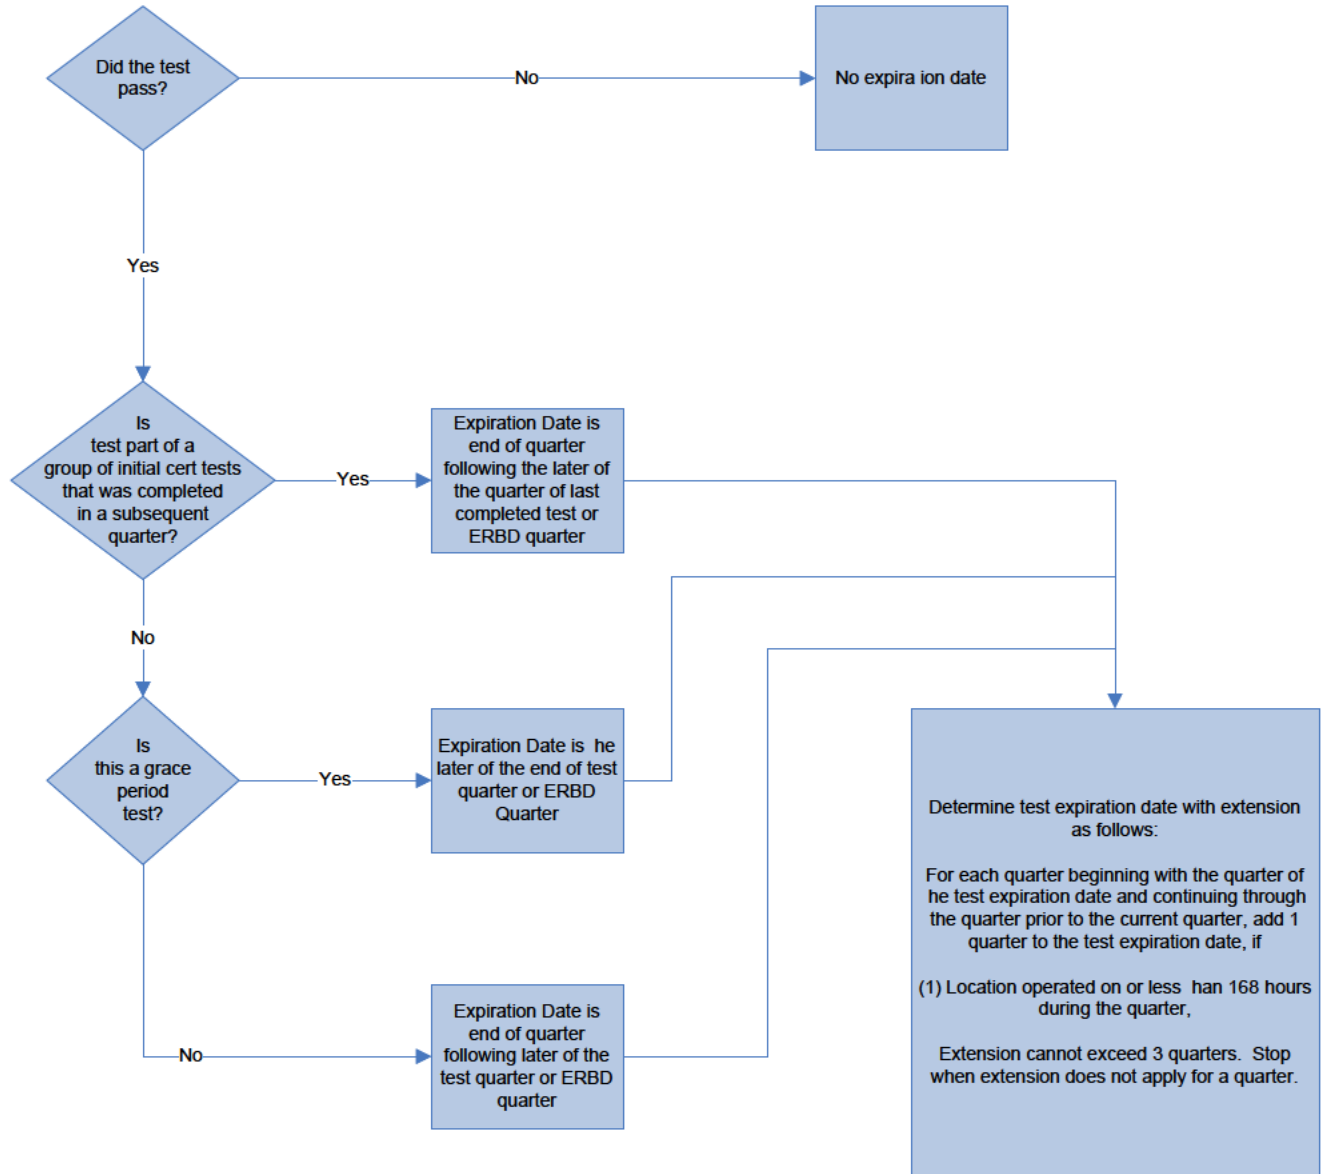 Did the test
pass?
No
No expira ion date
Yes
Is
test part of a
group of initial cert tests
that was completed
in a subsequent
quarter?
Yes
Expiration Date is
end of quarter
following the later of
the quarter of last
completed test or
ERBD quarter
No
Is
this a grace
period
test?
Yes
Expiration Date is  he
later of the end of test
quarter or ERBD
Quarter
No
Expiration Date is
end of quarter
following later of the
test quarter or ERBD
quarter
Determine test expiration date with extension
as follows:
For each quarter beginning with the quarter of
he test expiration date and continuing through
the quarter prior to the current quarter, add 1
quarter to the test expiration date, if
(1) Location operated on or less  han 168 hours
during the quarter,
Extension cannot exceed 3 quarters.  Stop
when extension does not apply for a quarter.